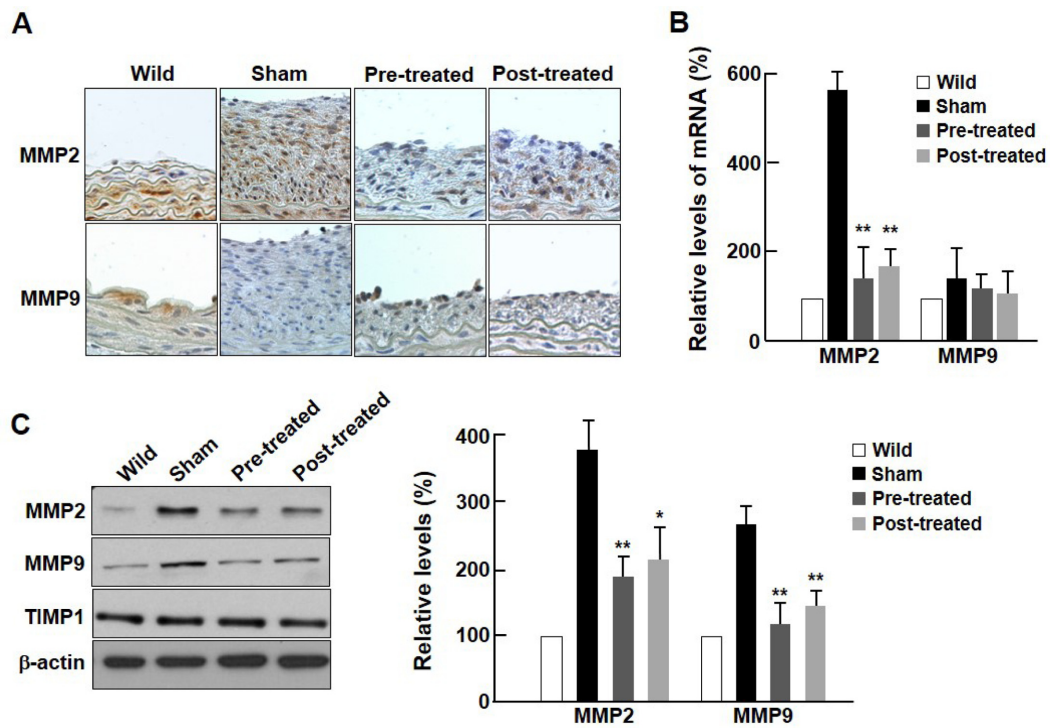 A
Wild Sham Pre-treated Post-treated
MMP2
MMP9
B
Relative levels of mRNA (%)
600
400
200
0
MMP2 MMP9
Wild
Sham
Pre-treated
Post-treated
** **
C
Wild Sham Pre-treated Post-treated
MMP2
MMP9
TIMP1
β-actin
Relative levels (%)
400
300
200
100
0
** * ** **
MMP2 MMP9
Wild
Sham
Pre-treated
Post-treated